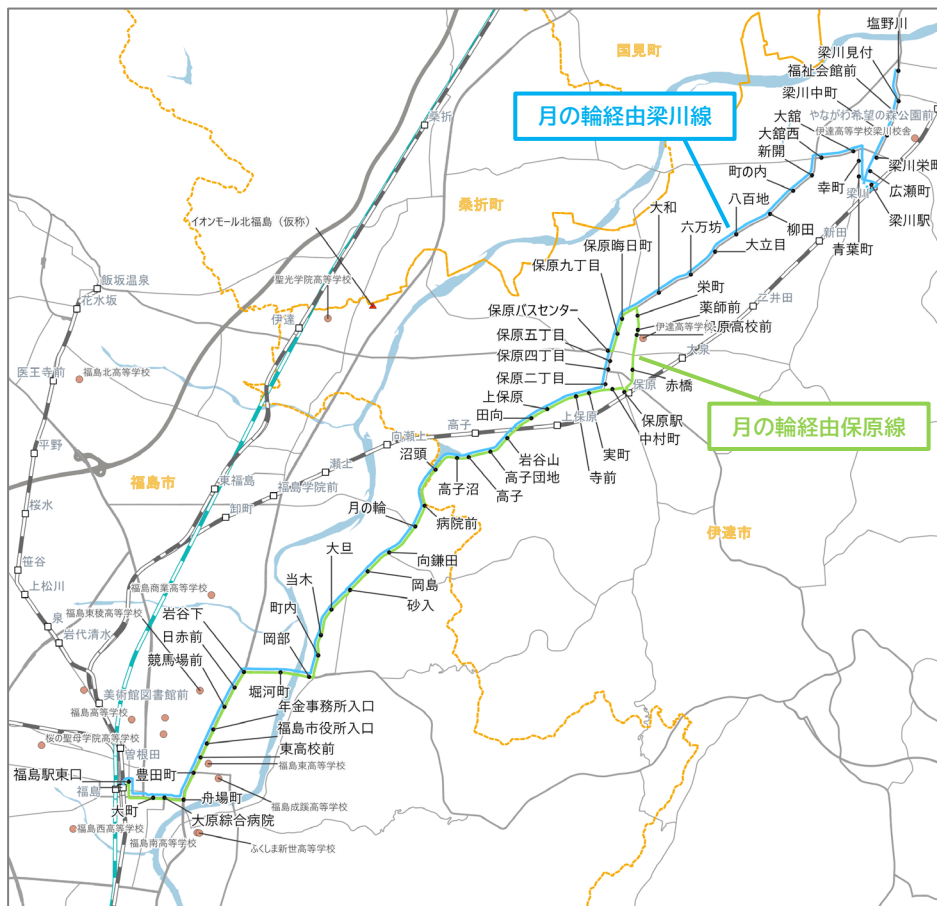 塩野川
国見町
梁川見付
福祉会館前
梁川中町
月の輪経由梁川線
大舘
やながわ希望の森公園前
桑折
大舘西
伊達高等学校梁川校舎
新開
梁川栄町
町の内
幸町
梁川
広瀬町
イオンモール北福島（仮称）
桑折町
大和
八百地
梁川駅
六万坊
柳田
新田
青葉町
保原晦日町
大立目
飯坂温泉
聖光学院高等学校
保原九丁目
花水坂
栄町
二井田
保原バスセンター
薬師前
伊達
伊達高等学校
保原高校前
保原五丁目
大泉
医王寺前
福島北高等学校
保原四丁目
保原二丁目
赤橋
保原
上保原
月の輪経由保原線
田向
高子
上保原
保原駅
平野
向瀬上
中村町
沼頭
岩谷山
実町
瀬上
高子沼
高子団地
寺前
福島市
東福島
福島学院前
高子
桜水
卸町
月の輪
病院前
伊達市
大旦
向鎌田
笹谷
当木
岡島
上松川
福島商業高等学校
砂入
町内
福島東稜高等学校
岩谷下
泉
日赤前
岡部
岩代清水
競馬場前
堀河町
美術館図書館前
年金事務所入口
福島高等学校
福島市役所入口
桜の聖母学院高等学校
東高校前
曽根田
福島東高等学校
福島駅東口
豊田町
福島
舟場町
福島成蹊高等学校
大町
大原綜合病院
福島西高等学校
福島南高等学校
ふくしま新世高等学校